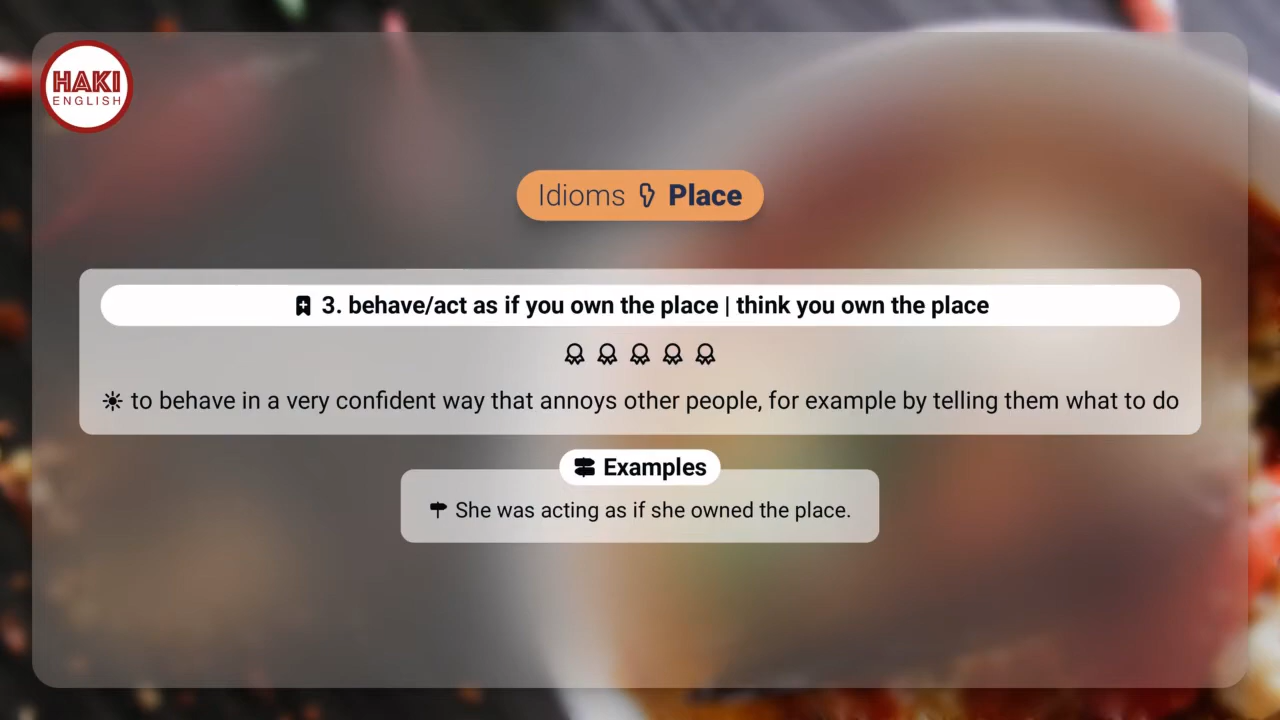 HAKI
ENGLISH
Idioms Place
3. behave/act as if you own the place | think you own the place
to behave in a very confident way that annoys other people, for example by telling them what to do
Examples
She was acting as if she owned the place.